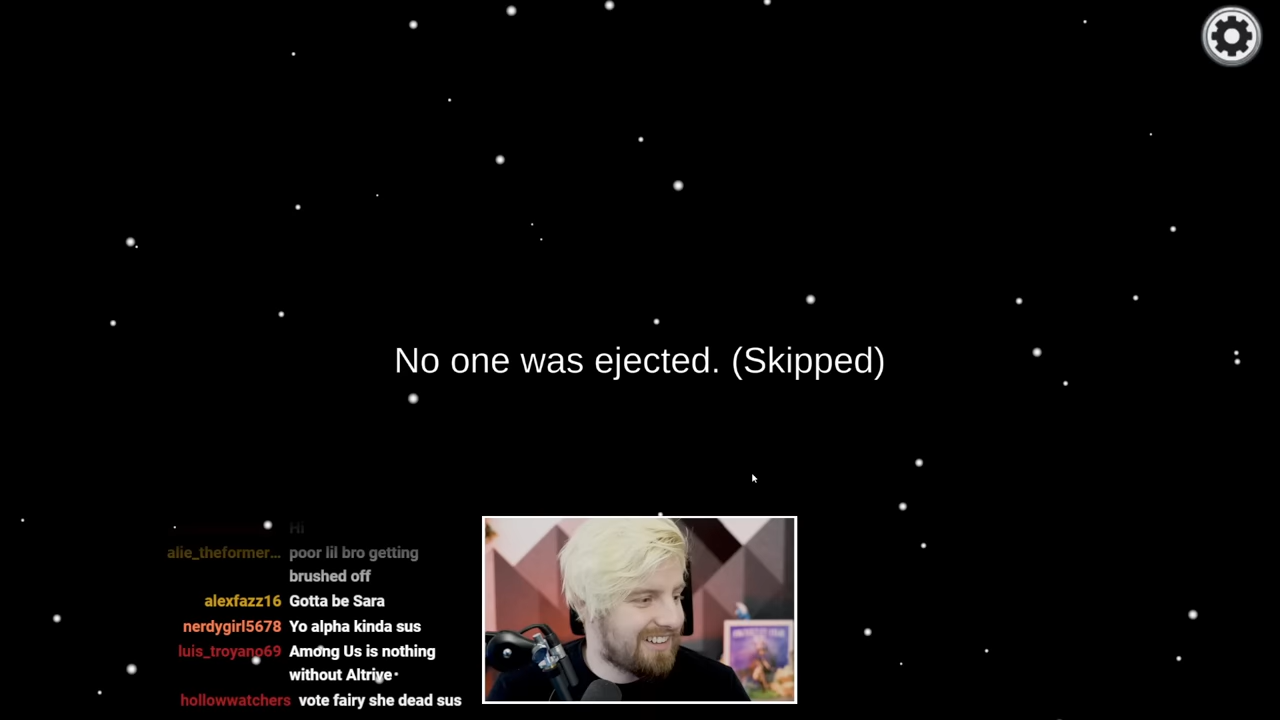 No one was ejected. (Skipped)
Hi
alie_theformer… poor lil bro getting
brushed off
alexfazz16 Gotta be Sara
nerdygirl5678 Yo alpha kinda sus
luis_troyano69 Among Us is nothing
without Altrive
hollowwatchers vote fairy she dead sus